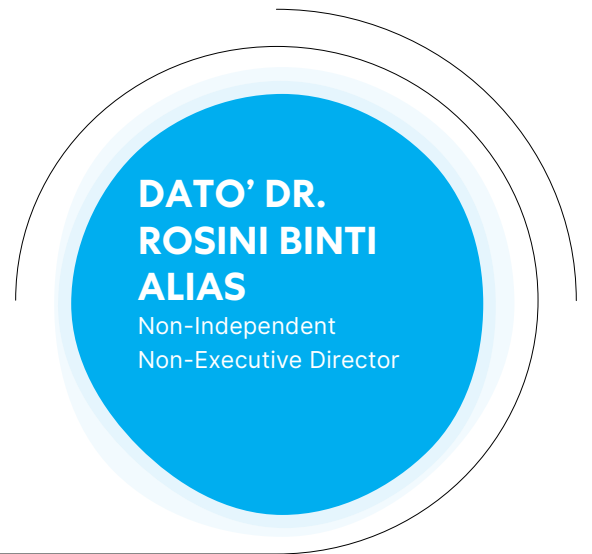 DATO’ DR.
ROSINI BINTI
ALIAS
Non-Independent
Non-Executive Director